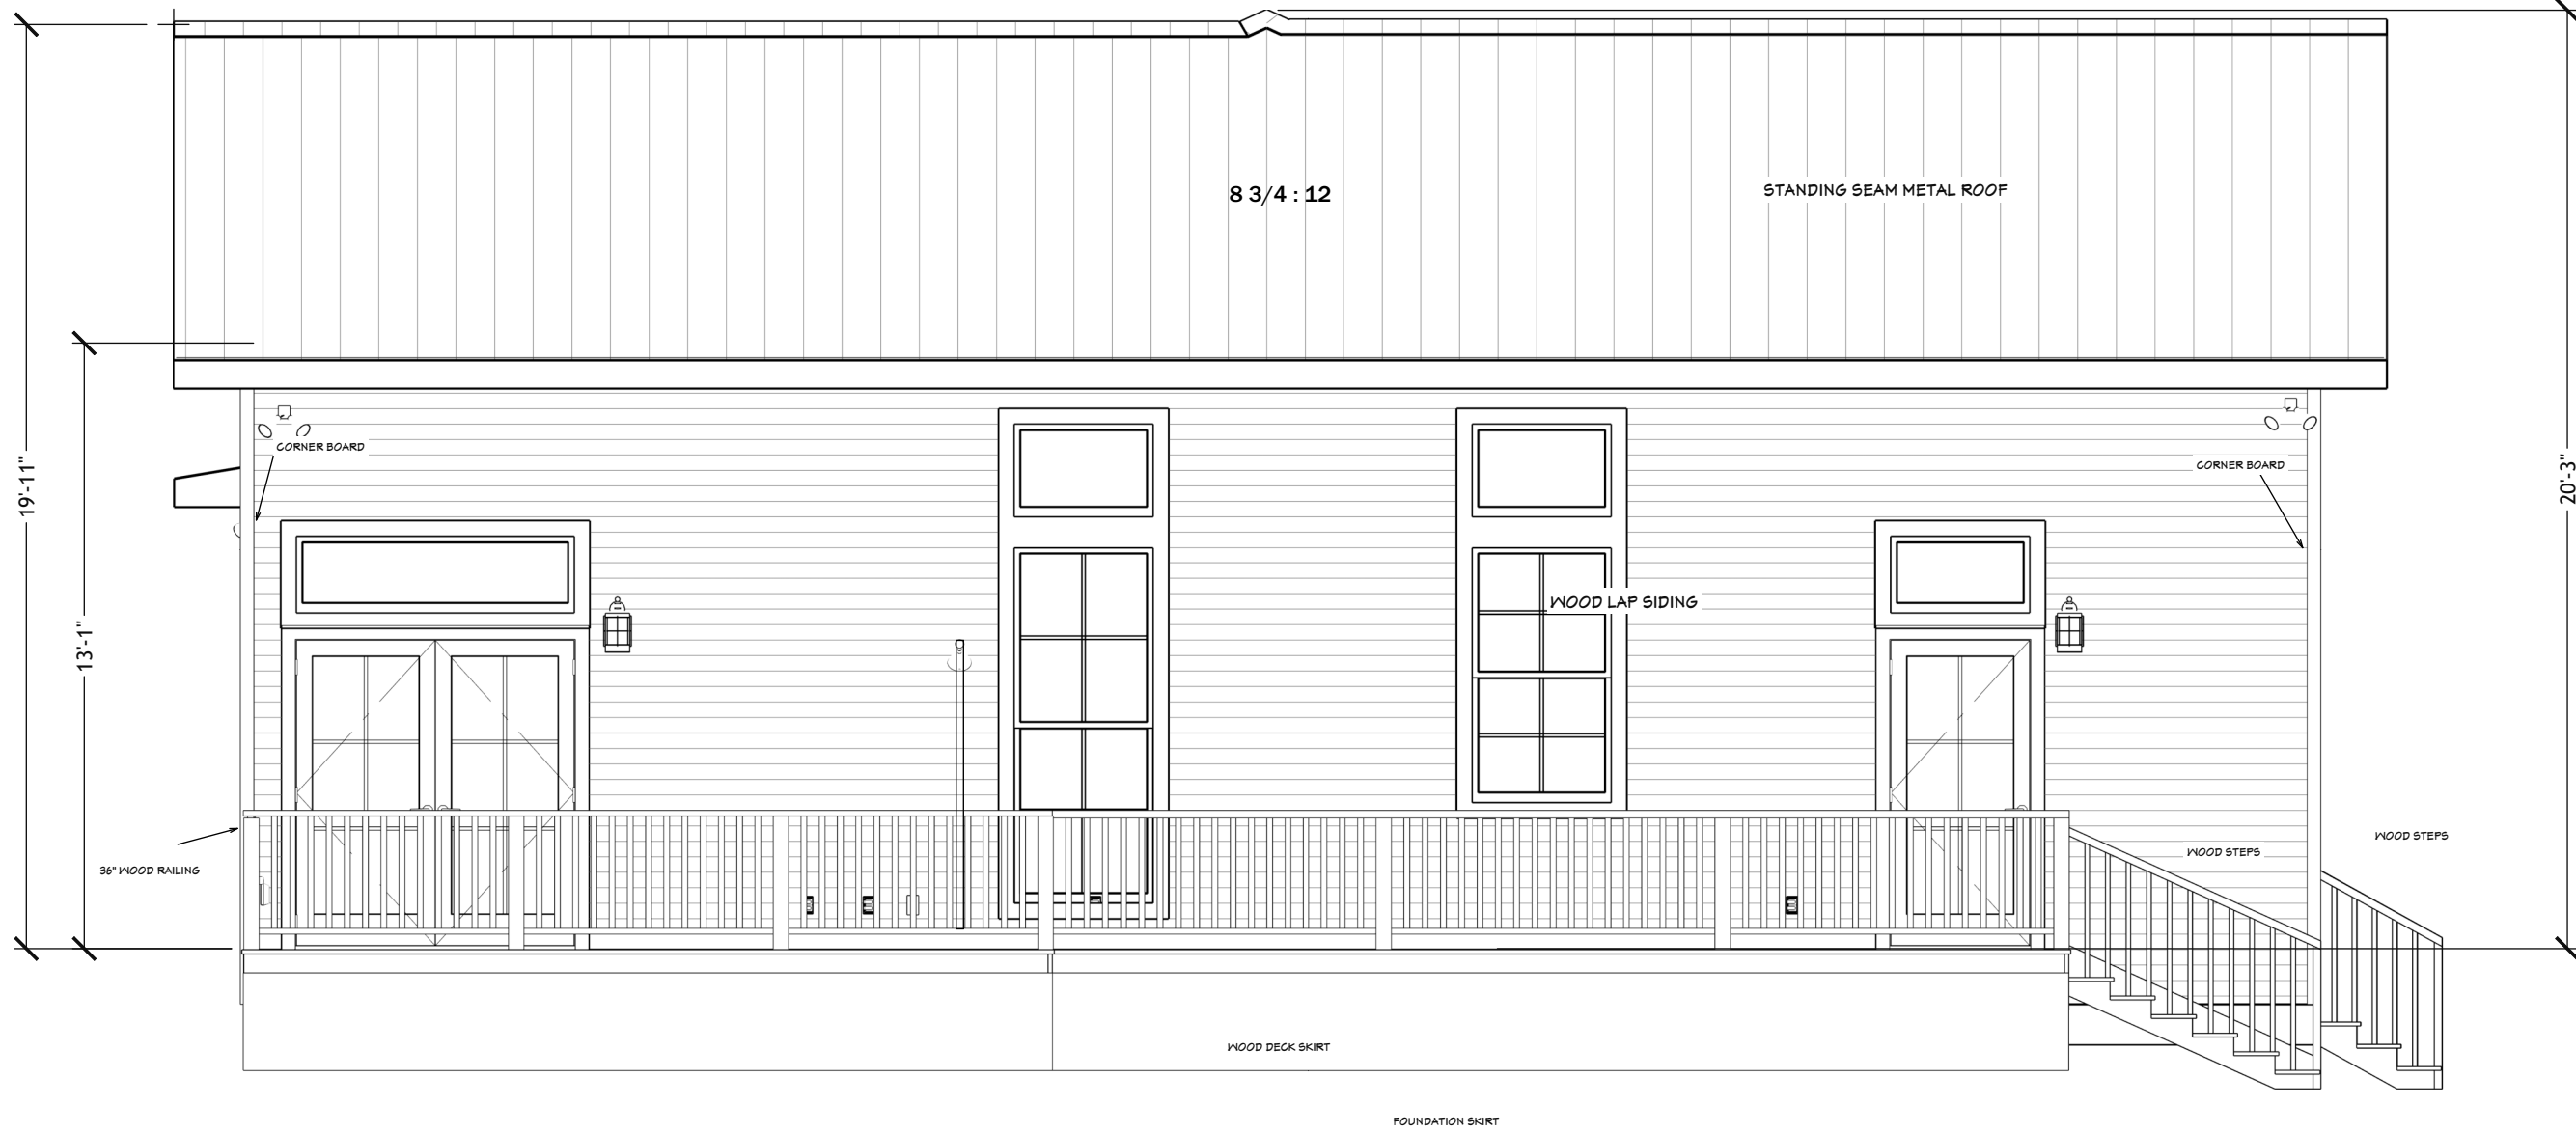 8 3/4 : 12
STANDING SEAM METAL ROOF
CORNER BOARD
CORNER BOARD
19'-11"
20'-3"
WOOD LAP SIDING
13'-1"
WOOD STEPS
WOOD STEPS
36" WOOD RAILING
WOOD DECK SKIRT
FOUNDATION SKIRT